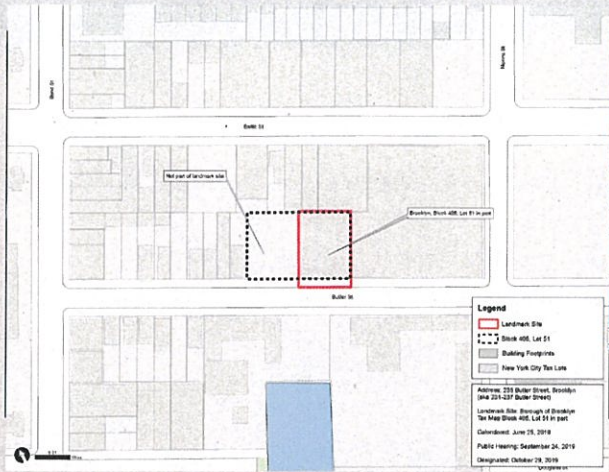 Bond St
Nevins St
Not part of landmark site
Brooklyn, Block 405, Lot 51 in part
Butler St
Legend
Landmark Site
Block 405, Lot 51
Building Footprints
New York City Tax Lots
Address: 233 Butler Street, Brooklyn
(aka 231-237 Butler Street)
Landmark Site: Borough of Brooklyn
Tax Map Block 405, Lot 51 in part
Calendared: June 25, 2019
Public Hearing: September 24, 2019
Designated: October 29, 2019
Douglass St